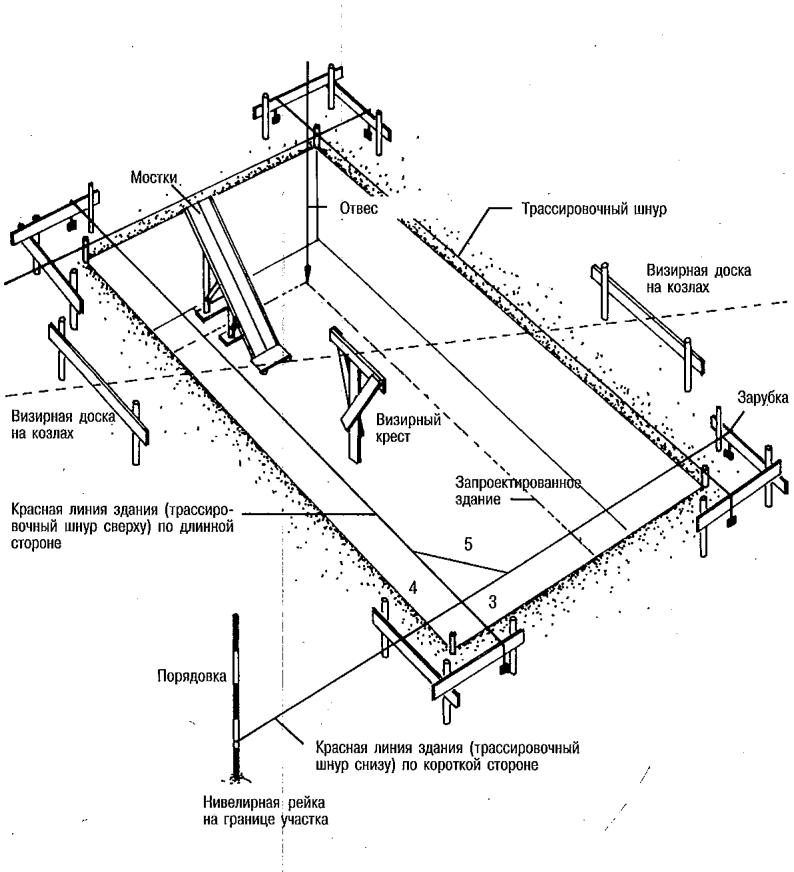 Мостки
Отвес
Трассировочный шнур
Визирная доска
на козлах
Зарубка
Визирная доска
на козлах
Визирный
крест
Запроектированное
здание
Красная линия здания (трассиро-
вочный шнур сверху) по длинной
стороне
5
4
3
Порядовка
Красная линия здания (трассировочный
шнур снизу) по короткой стороне
Нивелирная рейка
на границе участка